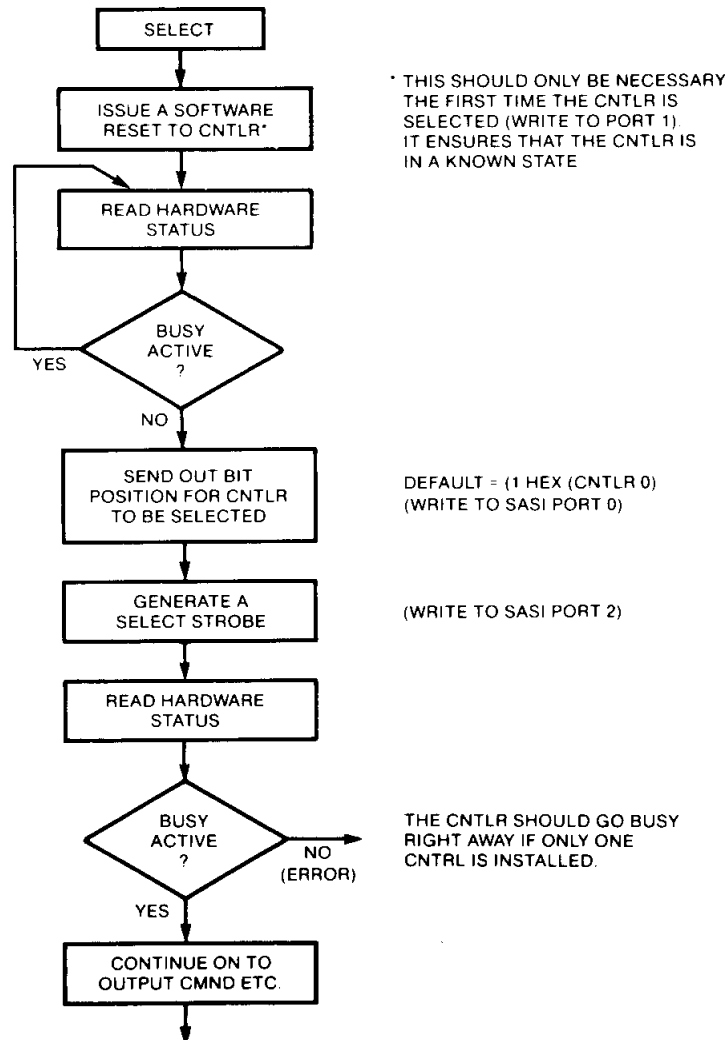 SELECT
ISSUE A SOFTWARE
RESET TO CNTLR*
* THIS SHOULD ONLY BE NECESSARY
THE FIRST TIME THE CNTLR IS
SELECTED (WRITE TO PORT 1).
IT ENSURES THAT THE CNTLR IS
IN A KNOWN STATE
READ HARDWARE
STATUS
BUSY
ACTIVE
?
YES
NO
SEND OUT BIT
POSITION FOR CNTLR
TO BE SELECTED
DEFAULT = (1 HEX (CNTLR 0)
(WRITE TO SASI PORT 0)
GENERATE A
SELECT STROBE
(WRITE TO SASI PORT 2)
READ HARDWARE
STATUS
BUSY
ACTIVE
?
NO
(ERROR)
THE CNTLR SHOULD GO BUSY
RIGHT AWAY IF ONLY ONE
CNTRL IS INSTALLED.
YES
CONTINUE ON TO
OUTPUT CMND ETC.